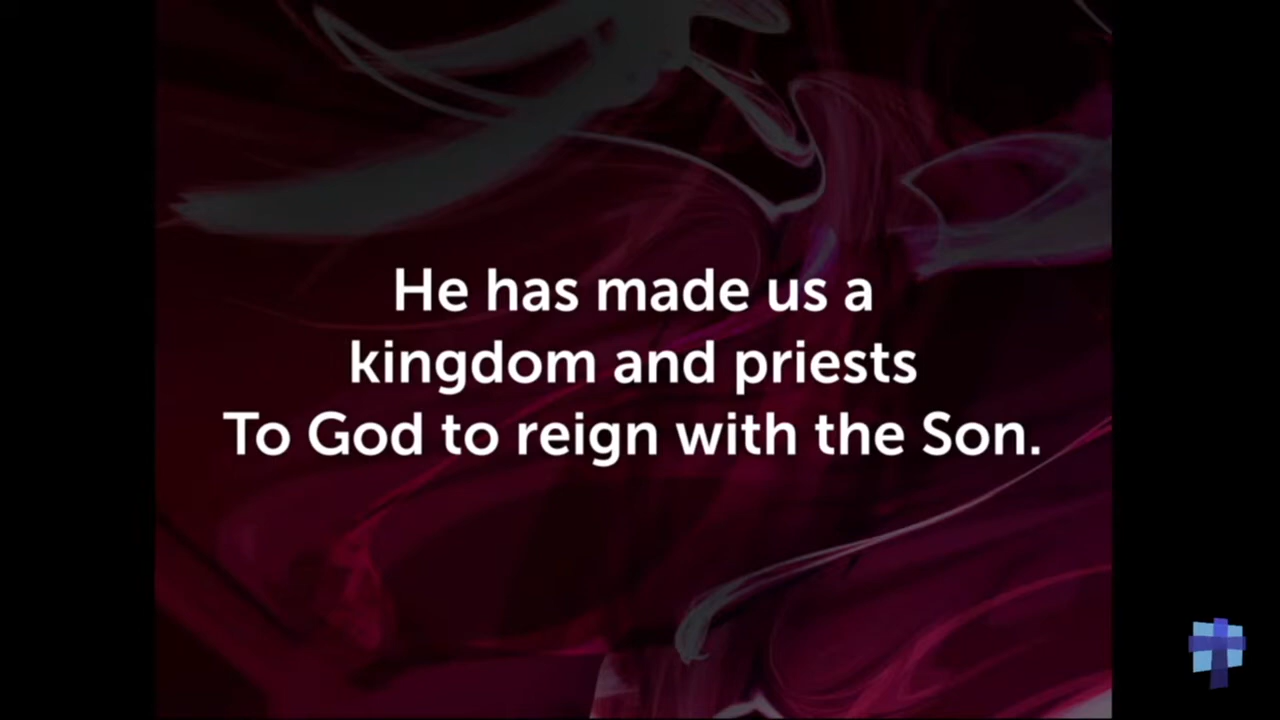 He has made us a
kingdom and priests
To God to reign with the Son.